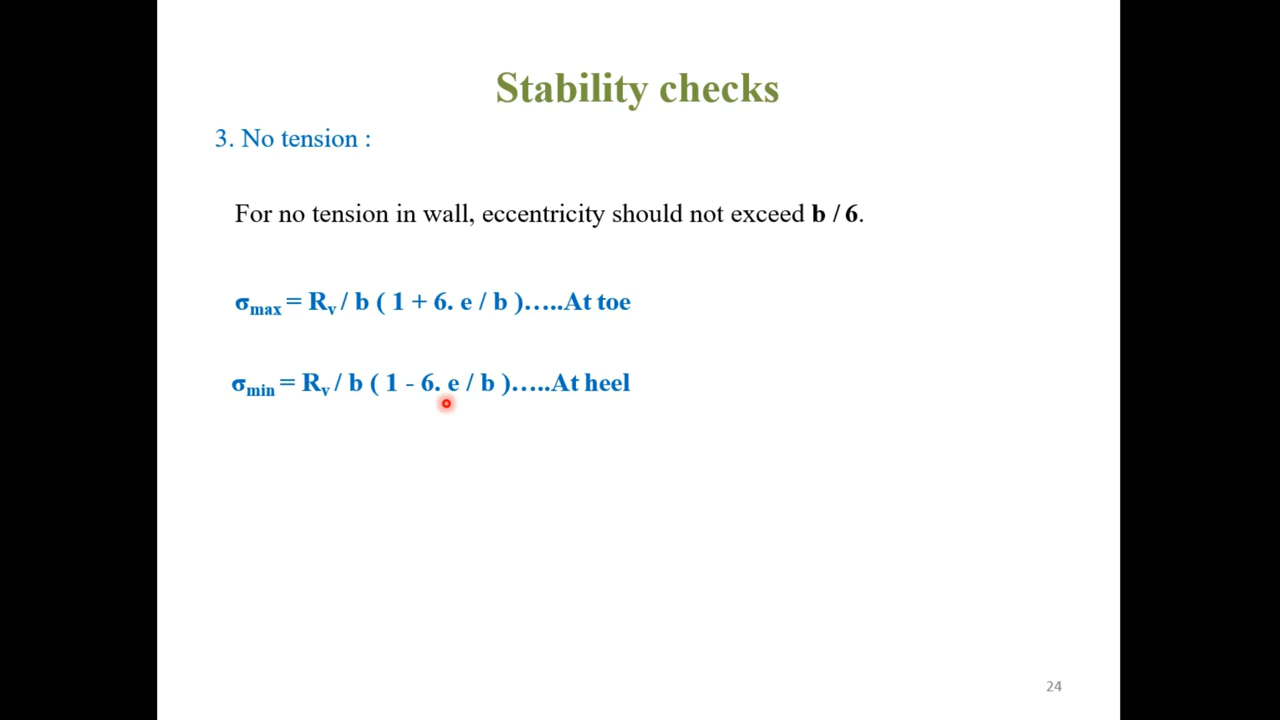 Stability checks
3. No tension :
For no tension in wall, eccentricity should not exceed b / 6.
σmax = Rv / b ( 1 + 6. e / b )…..At toe
σmin = Rv / b ( 1 - 6. e / b )…..At heel
24